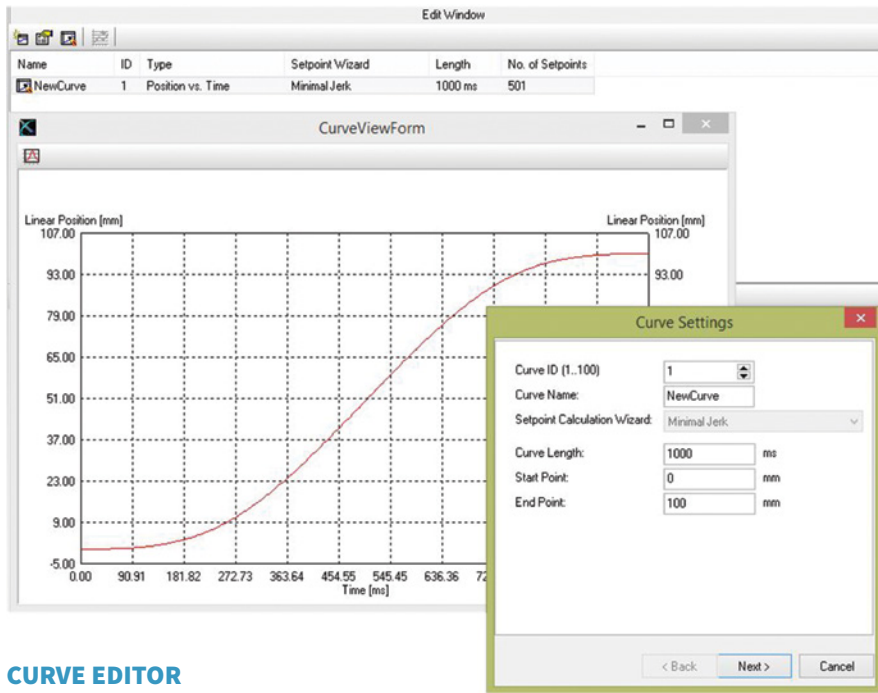 Edit Window
Name ID Type Setpoint Wizard Length No. of Setpoints
NewCurve 1 Position vs. Time Minimal Jerk 1000 ms 501
CurveViewForm
Linear Position [mm] Linear Position [mm]
107.00 107.00
93.00 93.00
79.00
65.00
51.00
37.00
23.00
9.00
-5.00
0.00 90.91 181.82 272.73 363.64 454.55 545.45 636.36
Time [ms]
Curve Settings
Curve ID (1..100) 1
Curve Name: NewCurve
Setpoint Calculation Wizard: Minimal Jerk
Curve Length: 1000 ms
Start Point: 0 mm
End Point: 100 mm
< Back Next > Cancel
CURVE EDITOR